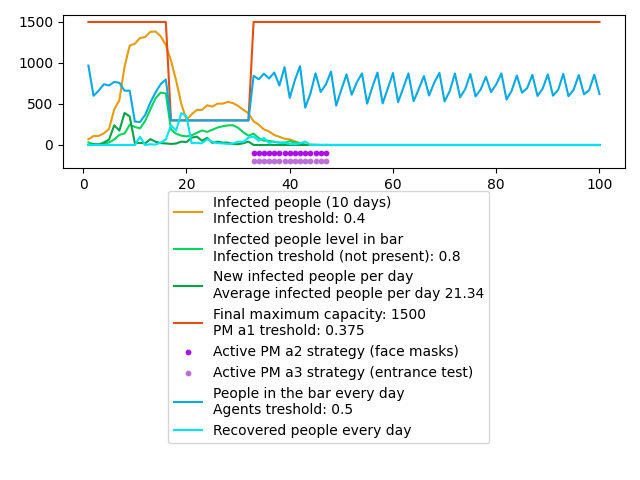 1500
1000
500
0
0 20 40 60 80 100
Infected people (10 days)
Infection treshold: 0.4
Infected people level in bar
Infection treshold (not present): 0.8
New infected people per day
Average infected people per day 21.34
Final maximum capacity: 1500
PM a1 treshold: 0.375
Active PM a2 strategy (face masks)
Active PM a3 strategy (entrance test)
People in the bar every day
Agents treshold: 0.5
Recovered people every day